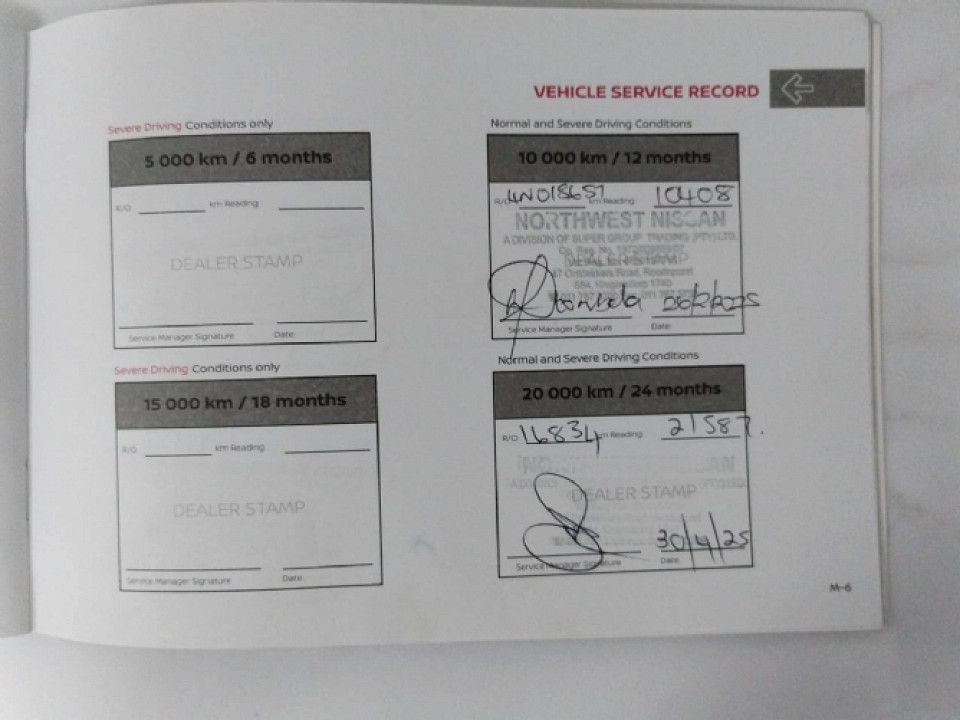 VEHICLE SERVICE RECORD
Severe Driving Conditions only
5 000 km / 6 months
R/O km Reading
DEALER STAMP
Service Manager Signature Date
Normal and Severe Driving Conditions
10 000 km / 12 months
R/O km Reading 10408
NORTHWEST NISSAN
A DIVISION OF SUPER GROUP TRADING (PTY) LTD.
DEALER STAMP
Service Manager Signature Date
Severe Driving Conditions only
15 000 km / 18 months
R/O km Reading
DEALER STAMP
Service Manager Signature Date
Normal and Severe Driving Conditions
20 000 km / 24 months
R/O 16834 km Reading 21587.
DEALER STAMP
30/4/25
Service Manager Signature Date
M-6